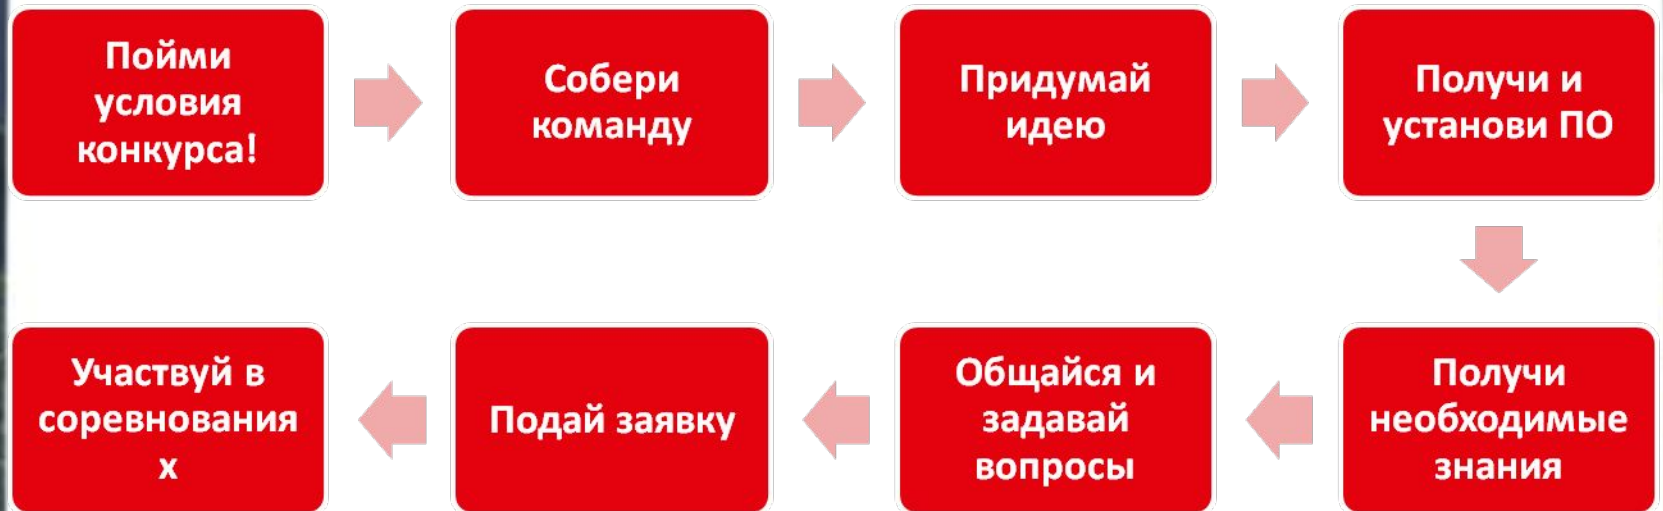 Пойми
условия
конкурса!
Собери
команду
Придумай
идею
Получи и
установи ПО
Получи
необходимые
знания
Общайся и
задавай
вопросы
Подай заявку
Участвуй в
соревнования
х